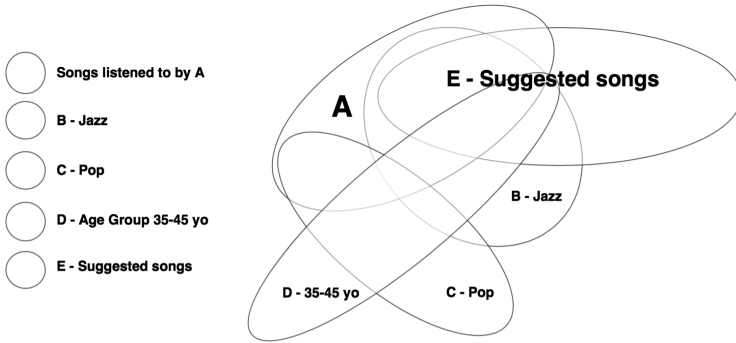 Songs listened to by A
B - Jazz
C - Pop
D - Age Group 35-45 yo
E - Suggested songs
A
E - Suggested songs
B - Jazz
D - 35-45 yo
C - Pop